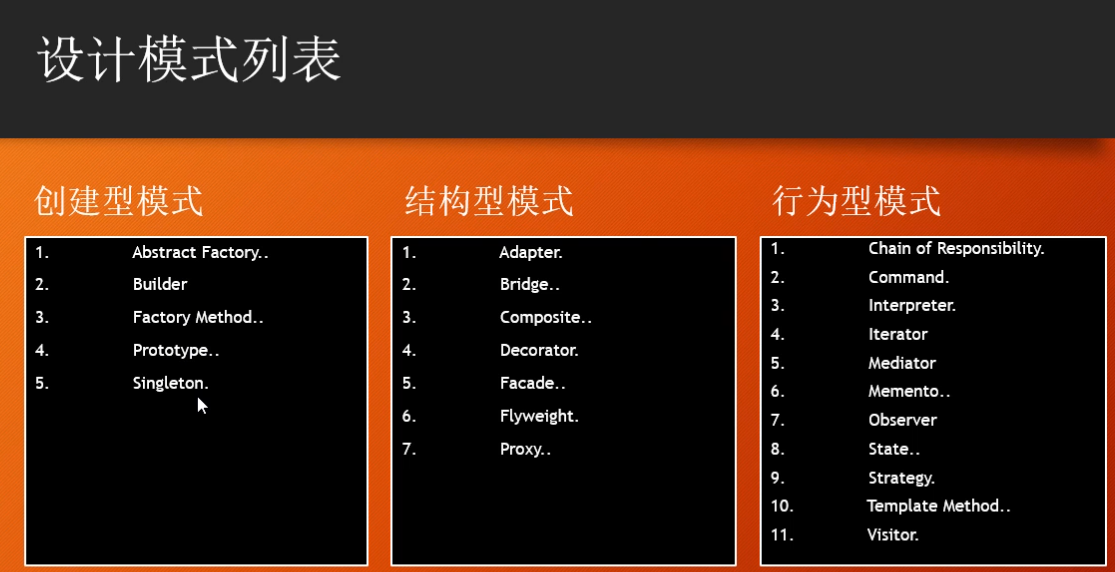 设计模式列表
创建型模式
1. Abstract Factory..
2. Builder
3. Factory Method..
4. Prototype..
5. Singleton.
结构型模式
1. Adapter.
2. Bridge..
3. Composite..
4. Decorator.
5. Facade..
6. Flyweight.
7. Proxy..
行为型模式
1. Chain of Responsibility.
2. Command.
3. Interpreter.
4. Iterator
5. Mediator
6. Memento..
7. Observer
8. State..
9. Strategy.
10. Template Method..
11. Visitor.